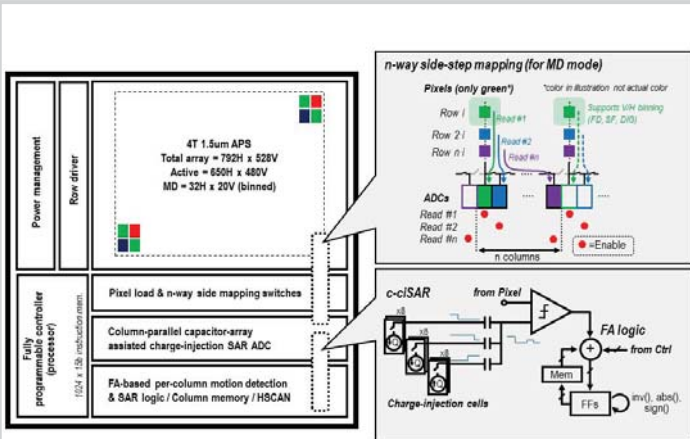 Power management
Row driver
4T 1.5um APS
Total array = 792H x 528V
Active = 650H x 480V
MD = 32H x 20V (binned)
Fully programmable controller (processor)
1024 x 15b instruction mem.
Pixel load & n-way side mapping switches
Column-parallel capacitor-array
assisted charge-injection SAR ADC
FA-based per-column motion detection
& SAR logic / Column memory / HSCAN
n-way side-step mapping (for MD mode)
Pixels (only green*)
*color in illustration not actual color
Row i
Row 2i
Row n i
Read #1
Read #2
Read #n
Supports V/H binning
(FD, SF, DIG)
ADCs
Read #1
Read #2
Read #n
=Enable
n columns
c-ciSAR
from Pixel
x8
x8
x8
Q
Q
Q
Charge-injection cells
FA logic
+
from Ctrl
Mem
FFs
inv(), abs(),
sign()